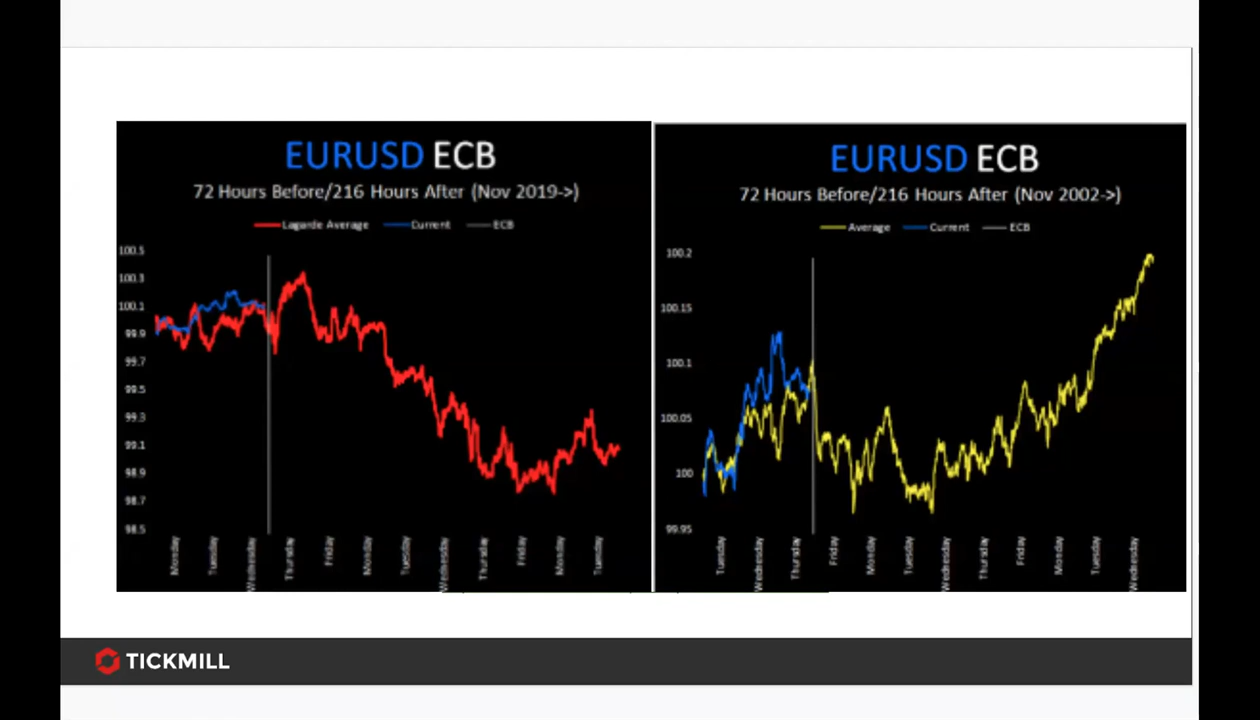 EURUSD ECB
72 Hours Before/216 Hours After (Nov 2019->)
Lagarde Average Current ECB
100.5
100.3
100.1
99.9
99.7
99.5
99.3
99.1
98.9
98.7
98.5
Monday Tuesday Wednesday Thursday Friday Monday Tuesday Wednesday Thursday Friday Monday Tuesday
EURUSD ECB
72 Hours Before/216 Hours After (Nov 2002->)
Average Current ECB
100.2
100.15
100.1
100.05
100
99.95
Tuesday Wednesday Thursday Friday Monday Tuesday Wednesday Thursday Friday Monday Tuesday Wednesday
TICKMILL